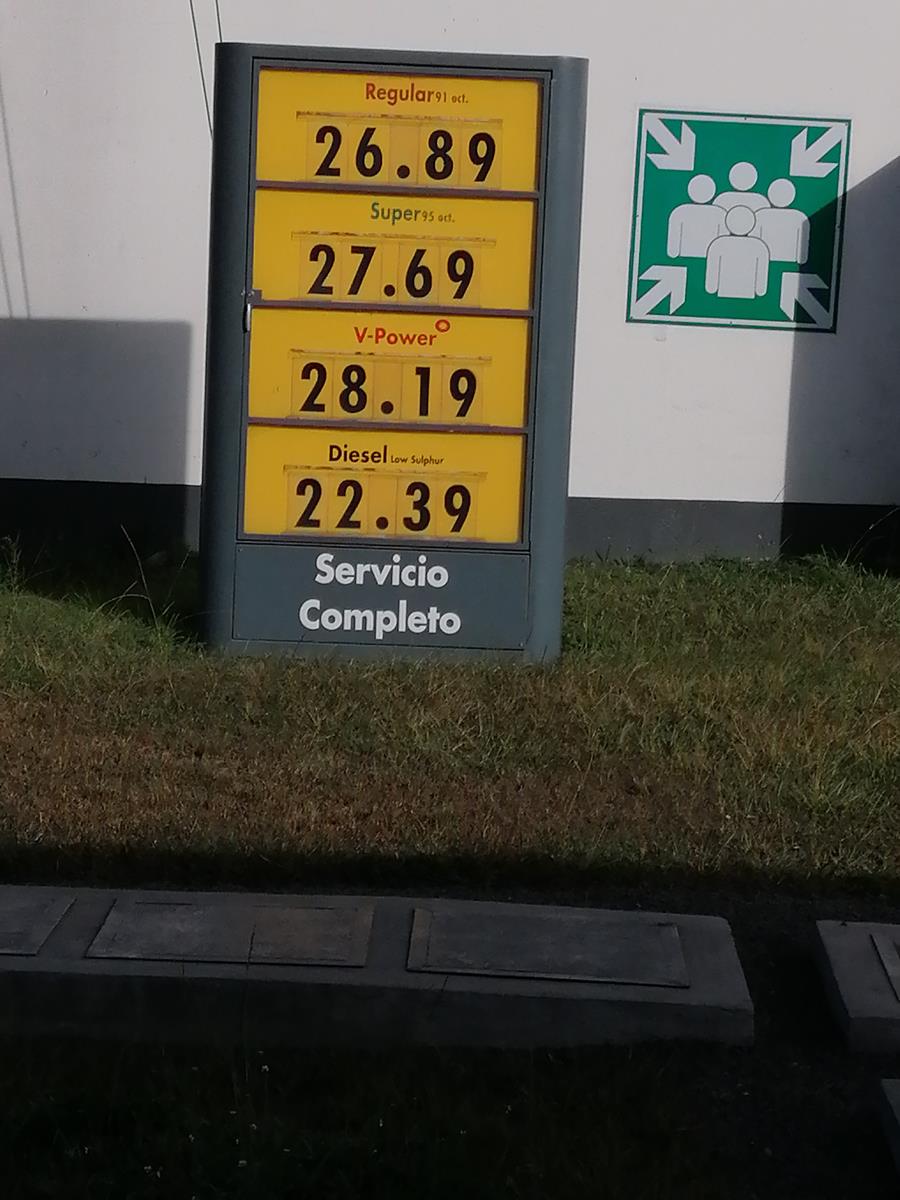 Regular 91 oct.
26.89
Super 95 oct.
27.69
V-Power
28.19
Diesel Low Sulphur
22.39
Servicio
Completo